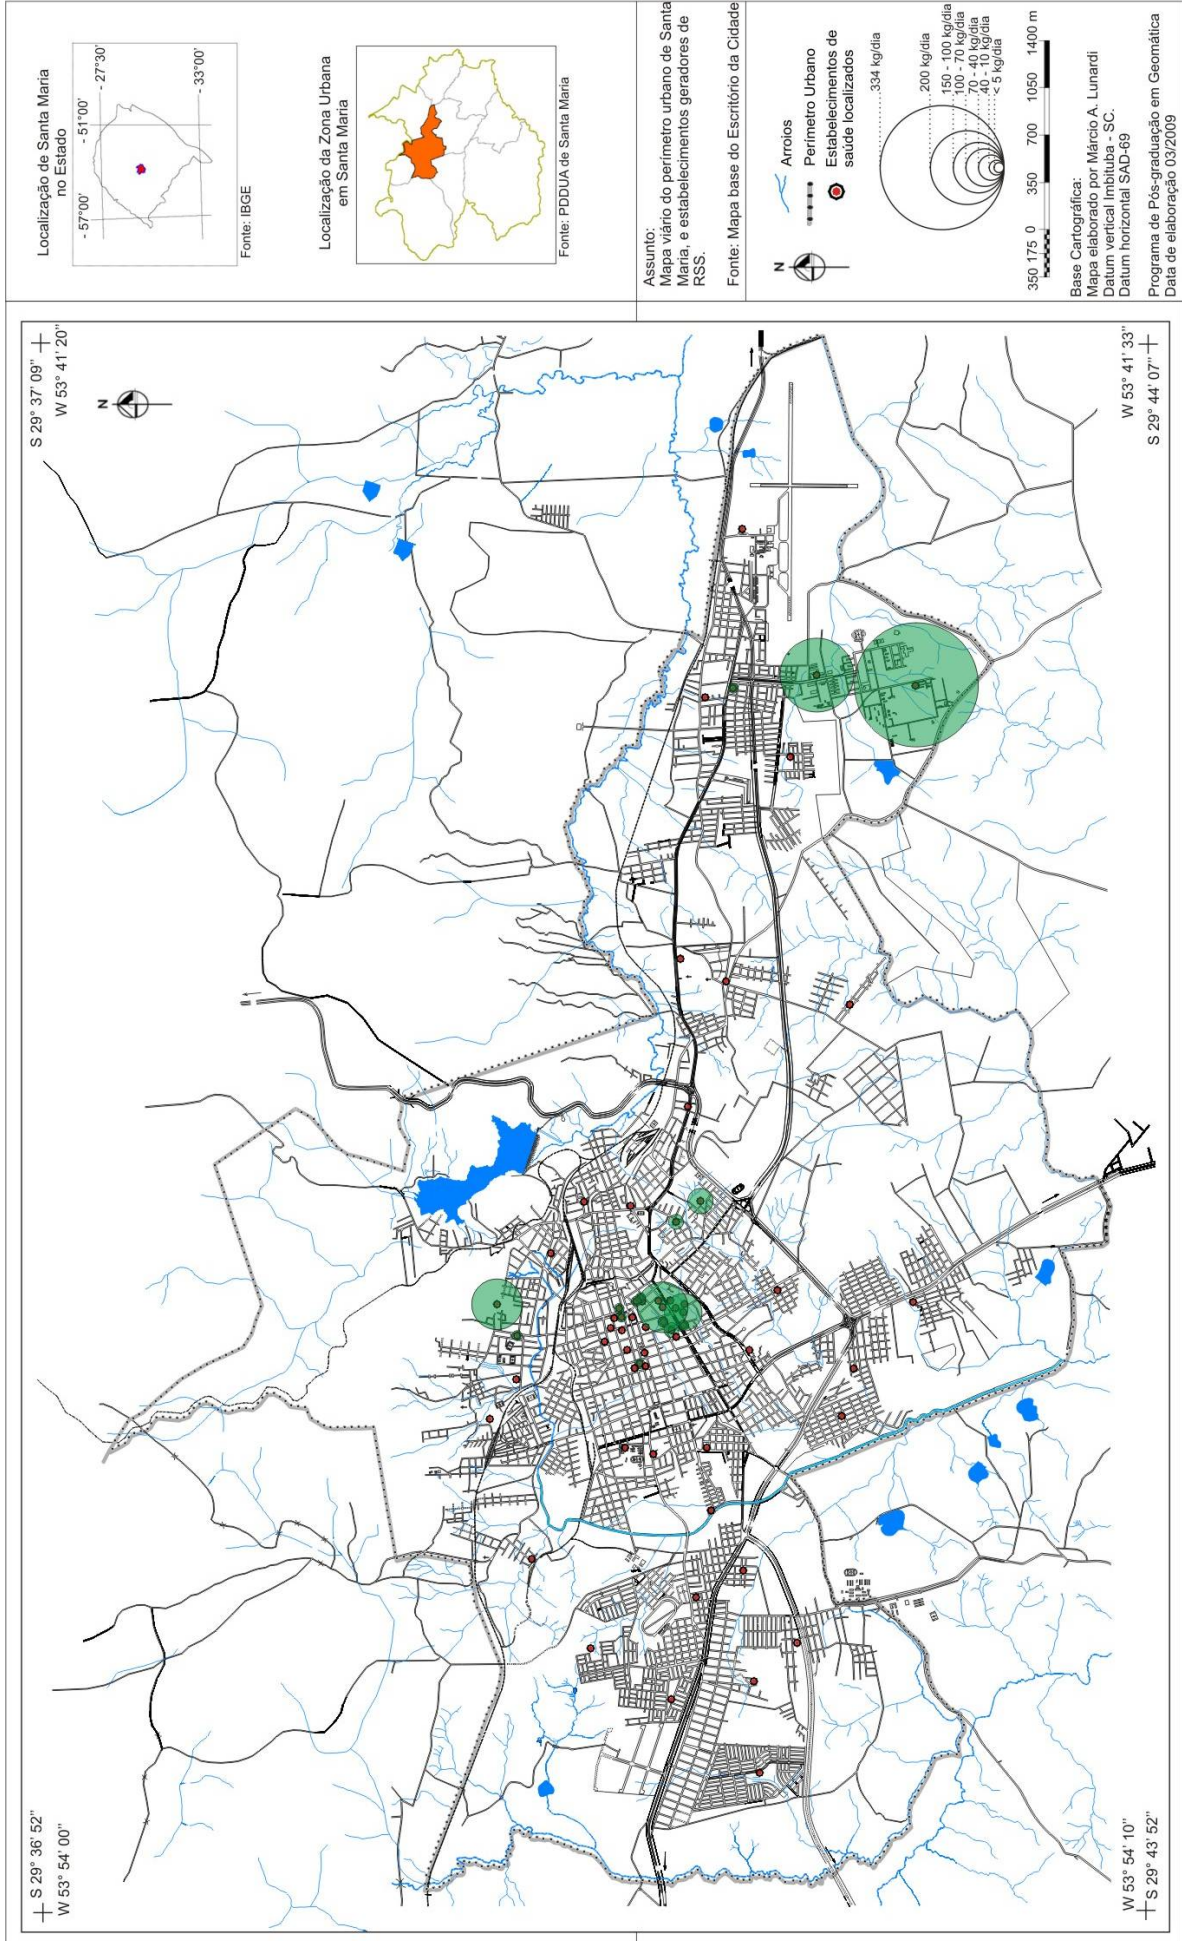 S 29° 36' 52"
W 53° 54' 00"
S 29° 37' 09"
W 53° 41' 20"
N
W 53° 54' 10"
S 29° 43' 52"
W 53° 41' 33"
S 29° 44' 07"
Localização de Santa Maria
no Estado
- 57°00'
- 51°00'
- 27°30'
- 33°00'
Fonte: IBGE
Localização da Zona Urbana
em Santa Maria
Fonte: PDDUA de Santa Maria
Assunto:
Mapa viário do perímetro urbano de Santa
Maria, e estabelecimentos geradores de
RSS.
Fonte: Mapa base do Escritório da Cidade
N
Arroios
Perímetro Urbano
Estabelecimentos de
saúde localizados
334 kg/dia
200 kg/dia
150 - 100 kg/dia
100 - 70 kg/dia
70 - 40 kg/dia
40 - 10 kg/dia
< 5 kg/dia
350 175 0 350 700 1050 1400 m
Base Cartográfica:
Mapa elaborado por Márcio A. Lunardi
Datum vertical Imbituba - SC.
Datum horizontal SAD-69
Programa de Pós-graduação em Geomática
Data de elaboração 03/2009